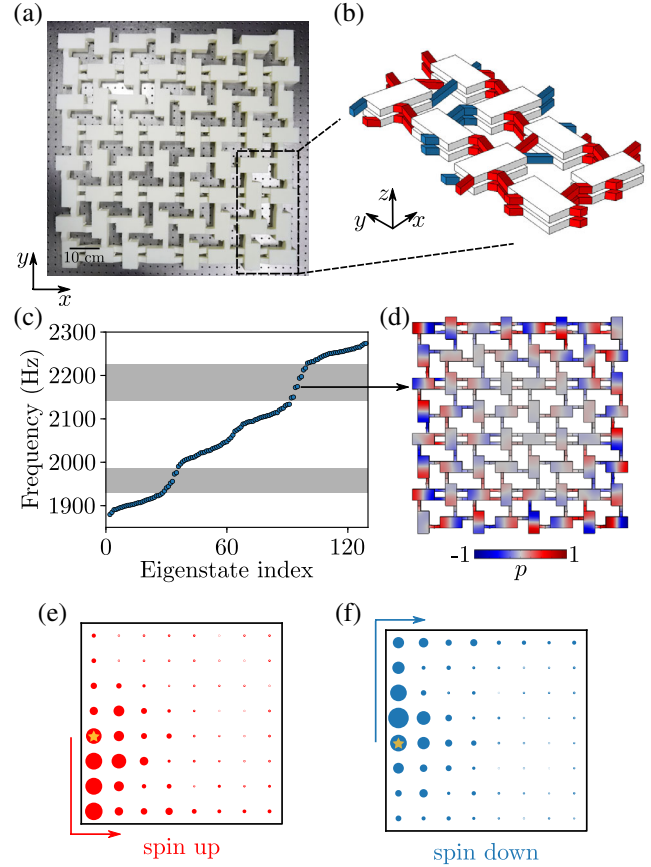 (a)
(b)
10 cm
y
x
z
y
x
(c)
(d)
2300
2200
2100
2000
1900
Frequency (Hz)
0
60
120
Eigenstate index
-1
1
p
(e)
(f)
spin up
spin down